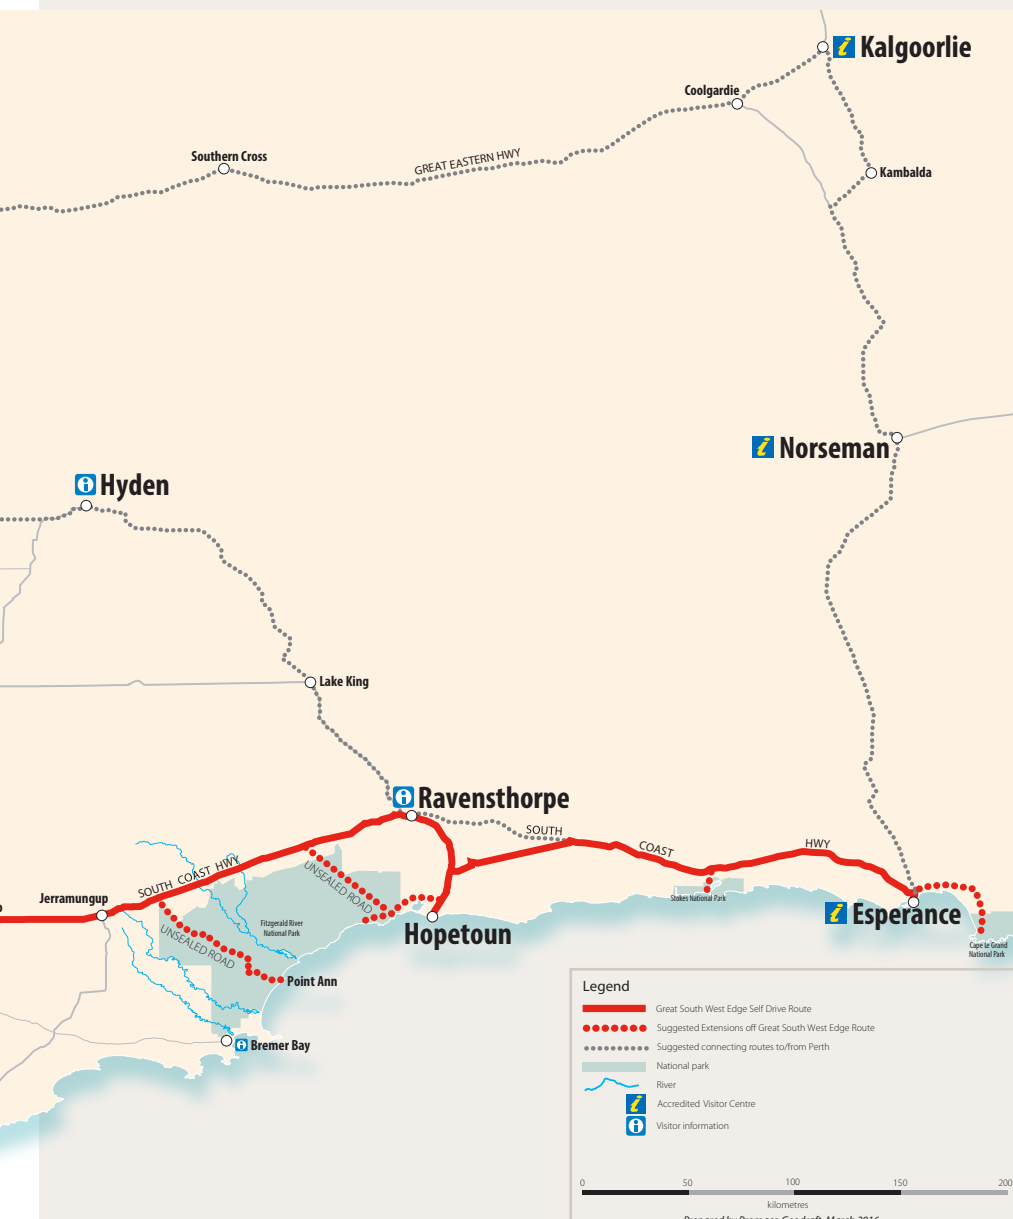 Kalgoorlie
Coolgardie
Southern Cross
GREAT EASTERN HWY
Kambalda
Norseman
Hyden
Lake King
Ravensthorpe
SOUTH
COAST
HWY
SOUTH COAST HWY
UNSEALED ROAD
Jerramungup
Stokes National Park
Fitzgerald River
National Park
Esperance
Hopetoun
UNSEALED ROAD
Cape Le Grand
National Park
Point Ann
Bremer Bay
Legend
Great South West Edge Self Drive Route
Suggested Extensions off Great South West Edge Route
Suggested connecting routes to/from Perth
National park
River
Accredited Visitor Centre
Visitor information
0 50 100 150 200
kilometres